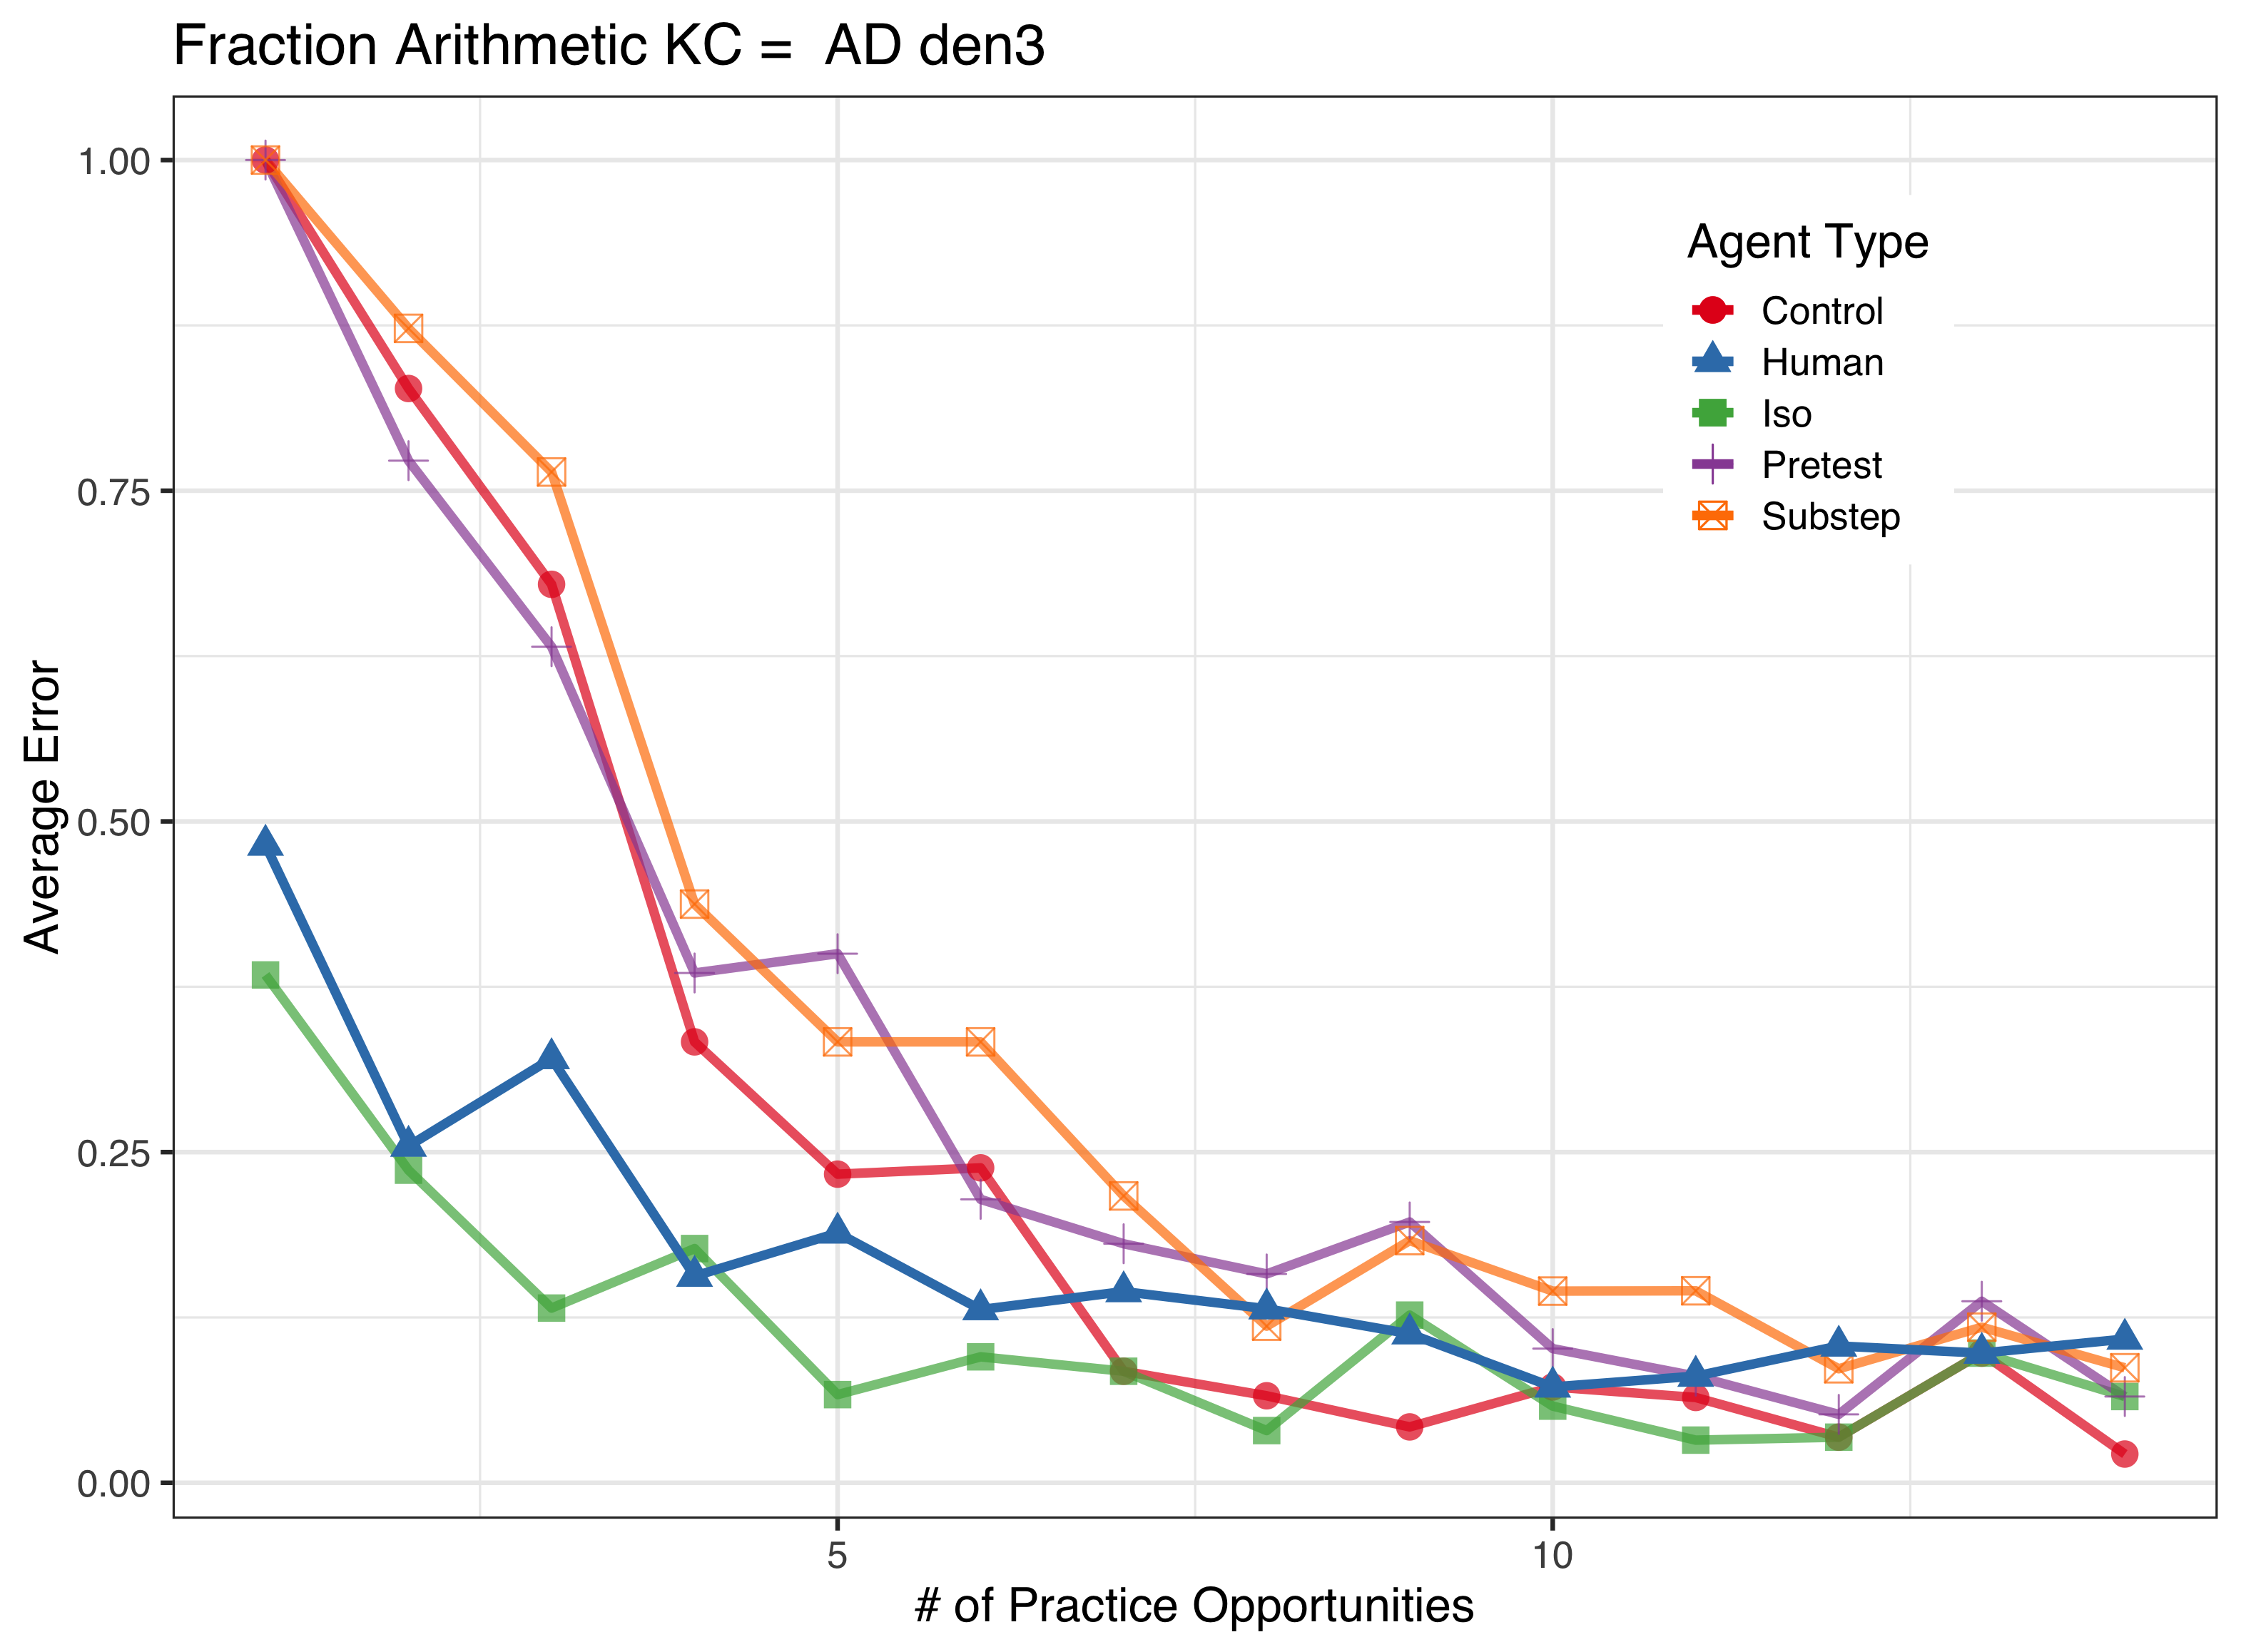 Fraction Arithmetic KC =  AD den3
1.00
0.75
0.50
0.25
0.00
Average Error
5
10
# of Practice Opportunities
Agent Type
Control
Human
Iso
Pretest
Substep